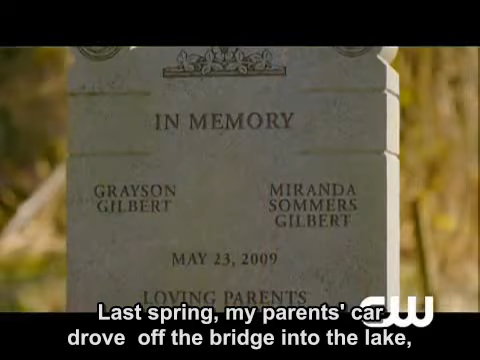 IN MEMORY
GRAYSON
GILBERT
MIRANDA
SOMMERS
GILBERT
MAY 23, 2009
LOVING PARENTS
CW
Last spring, my parents' car
drove off the bridge into the lake,